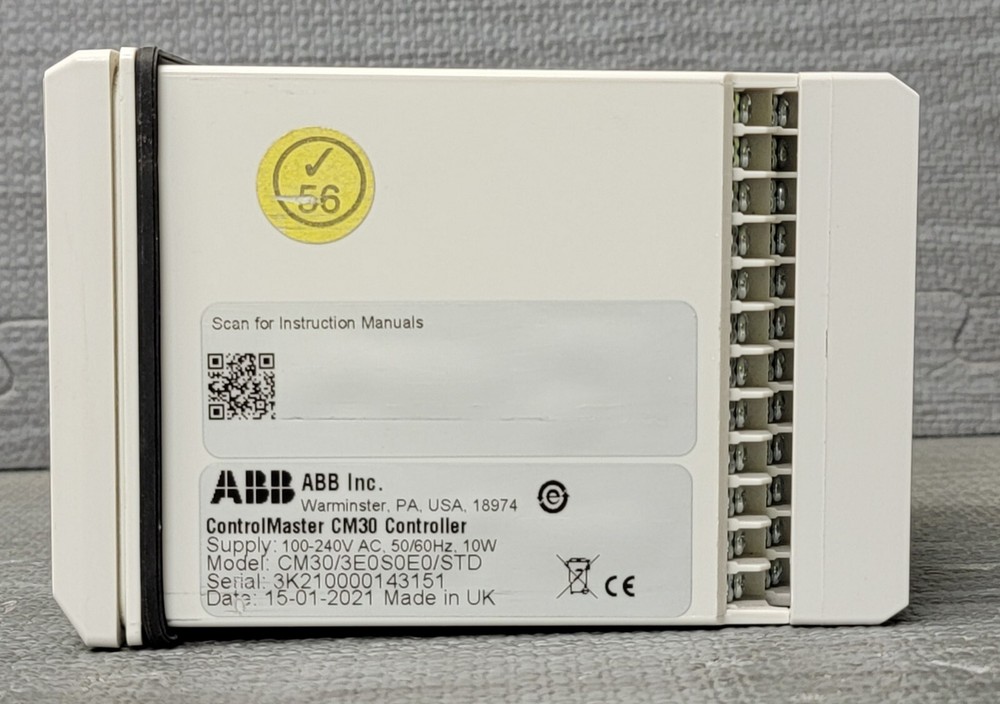 ✓
56
Scan for Instruction Manuals
ABB ABB Inc.
Warminster, PA, USA, 18974
ControlMaster CM30 Controller
Supply: 100-240V AC, 50/60Hz, 10W
Model: CM30/3E0S0E0/STD
Serial: 3K210000143151
Date: 15-01-2021 Made in UK
e
CE